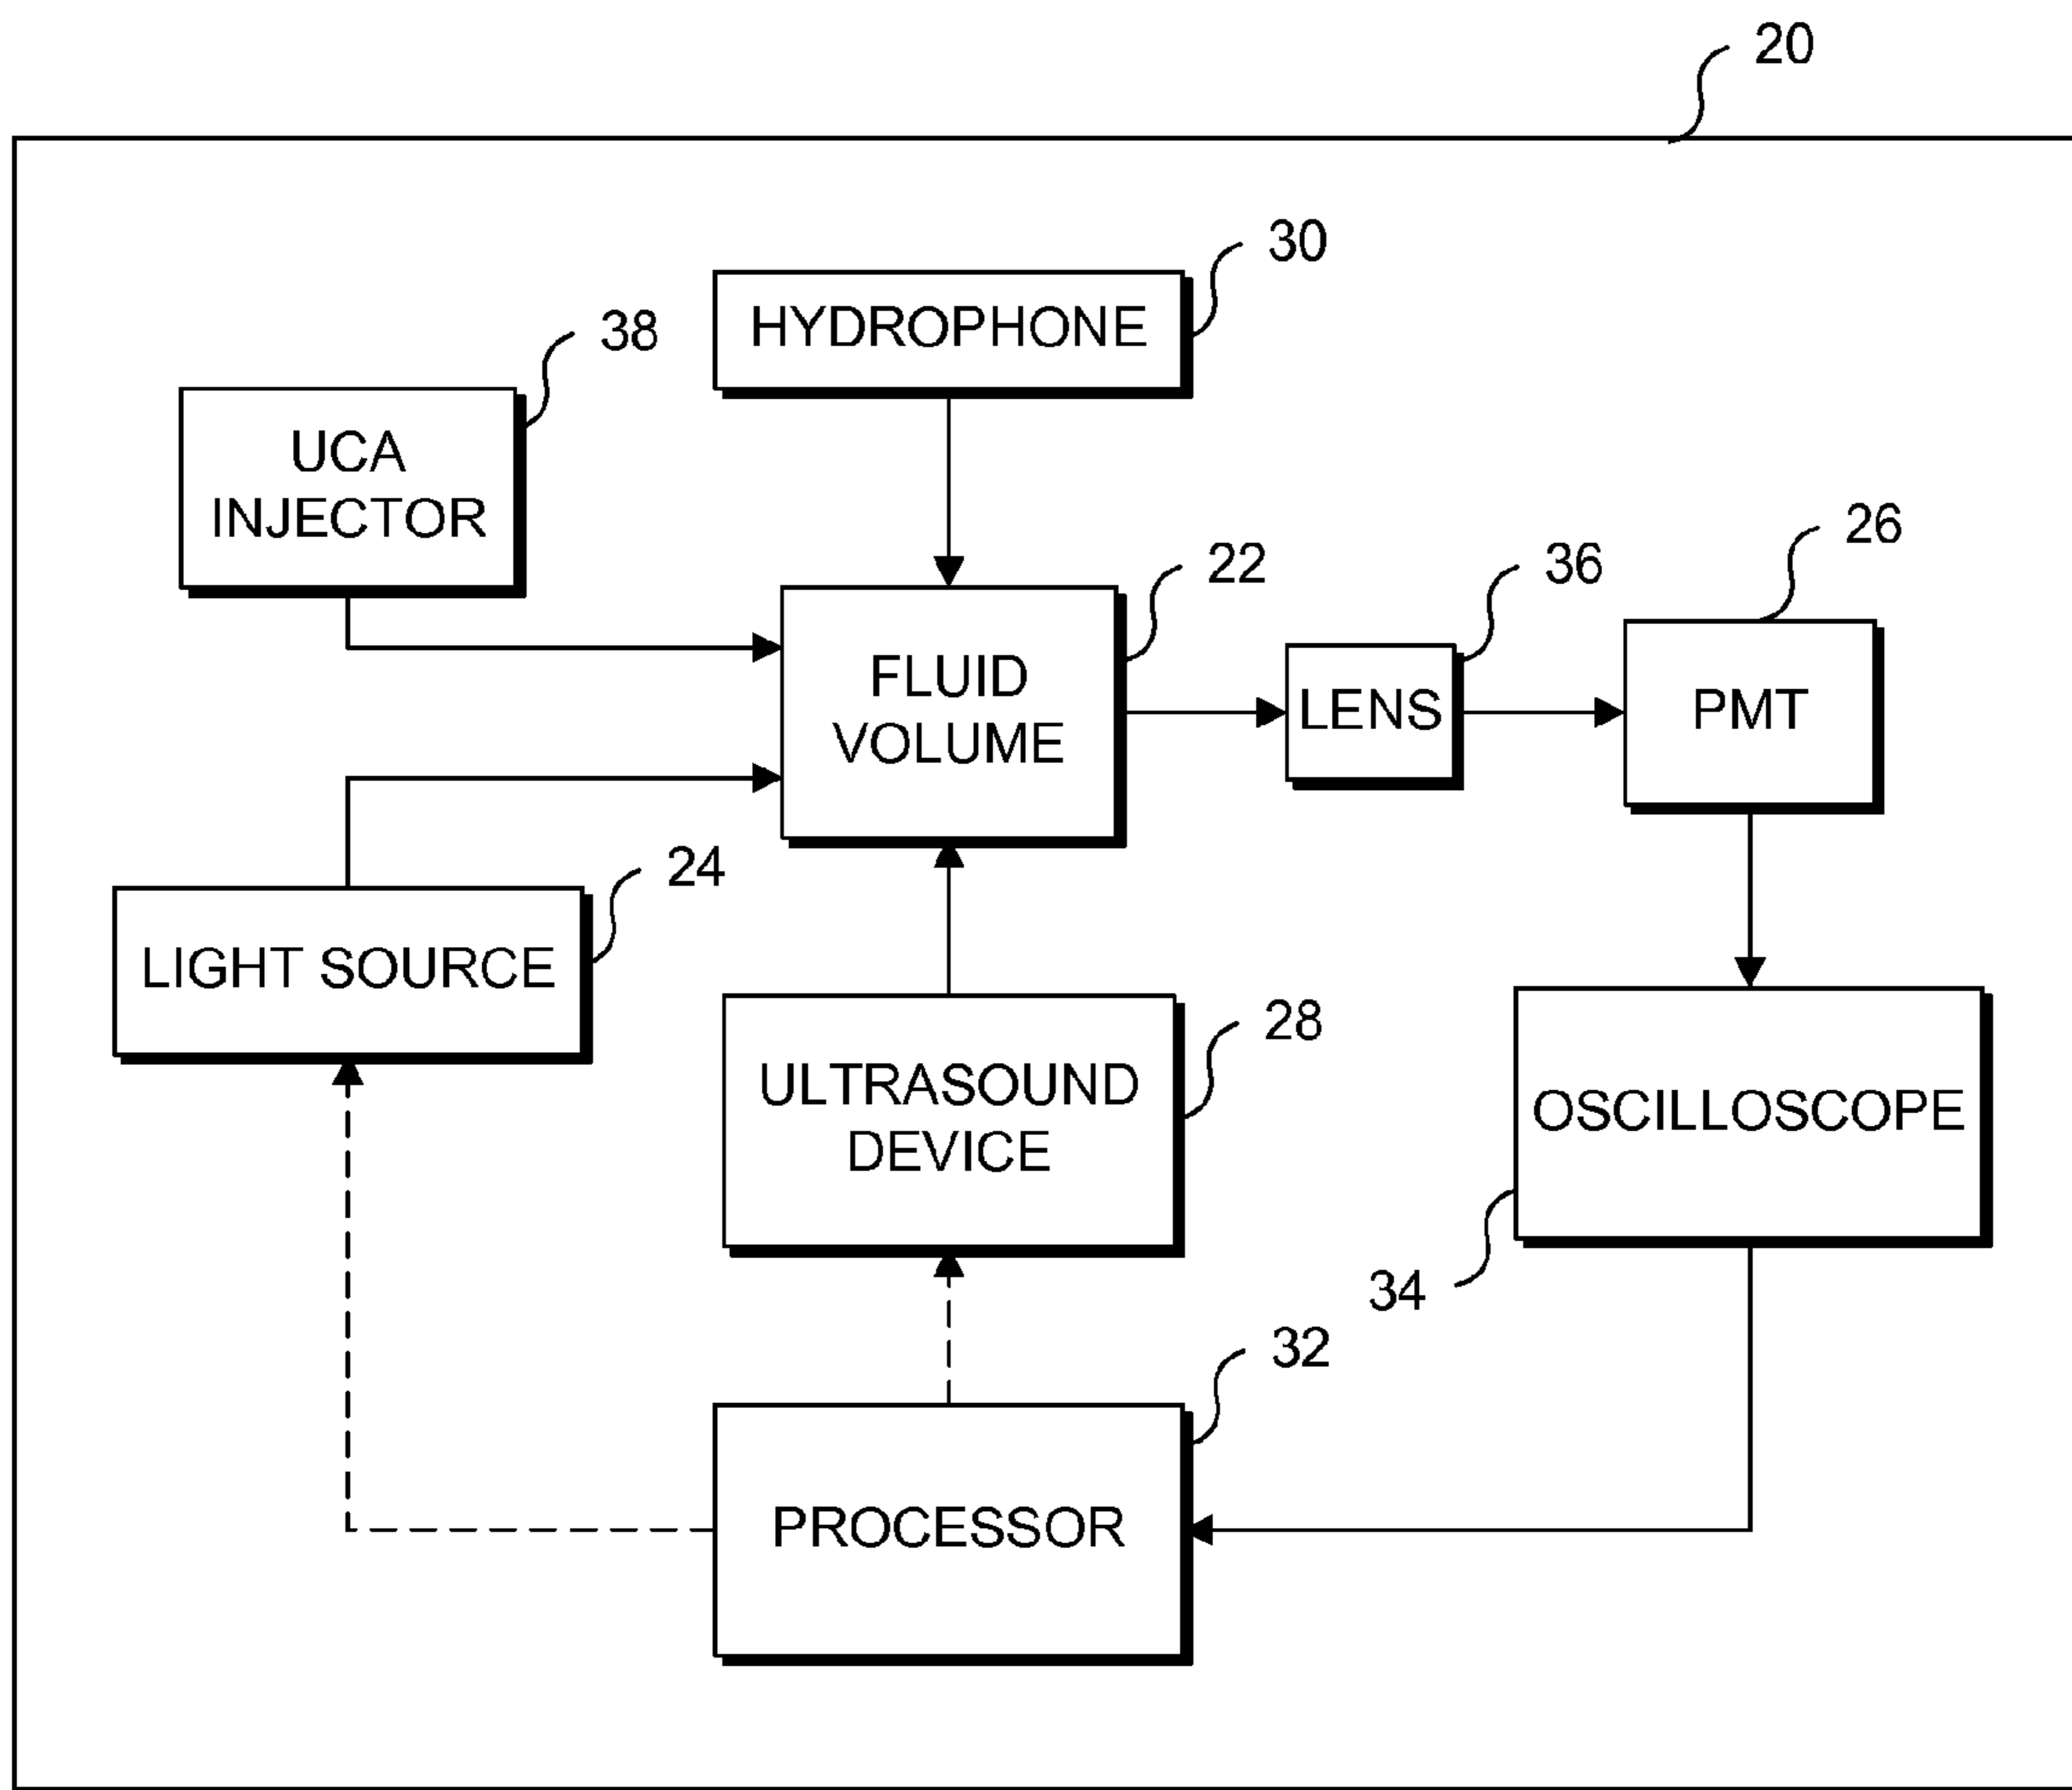 20
30
HYDROPHONE
38
UCA
INJECTOR
26
22
36
FLUID
VOLUME
LENS
PMT
24
LIGHT SOURCE
28
ULTRASOUND
DEVICE
OSCILLOSCOPE
34
32
PROCESSOR